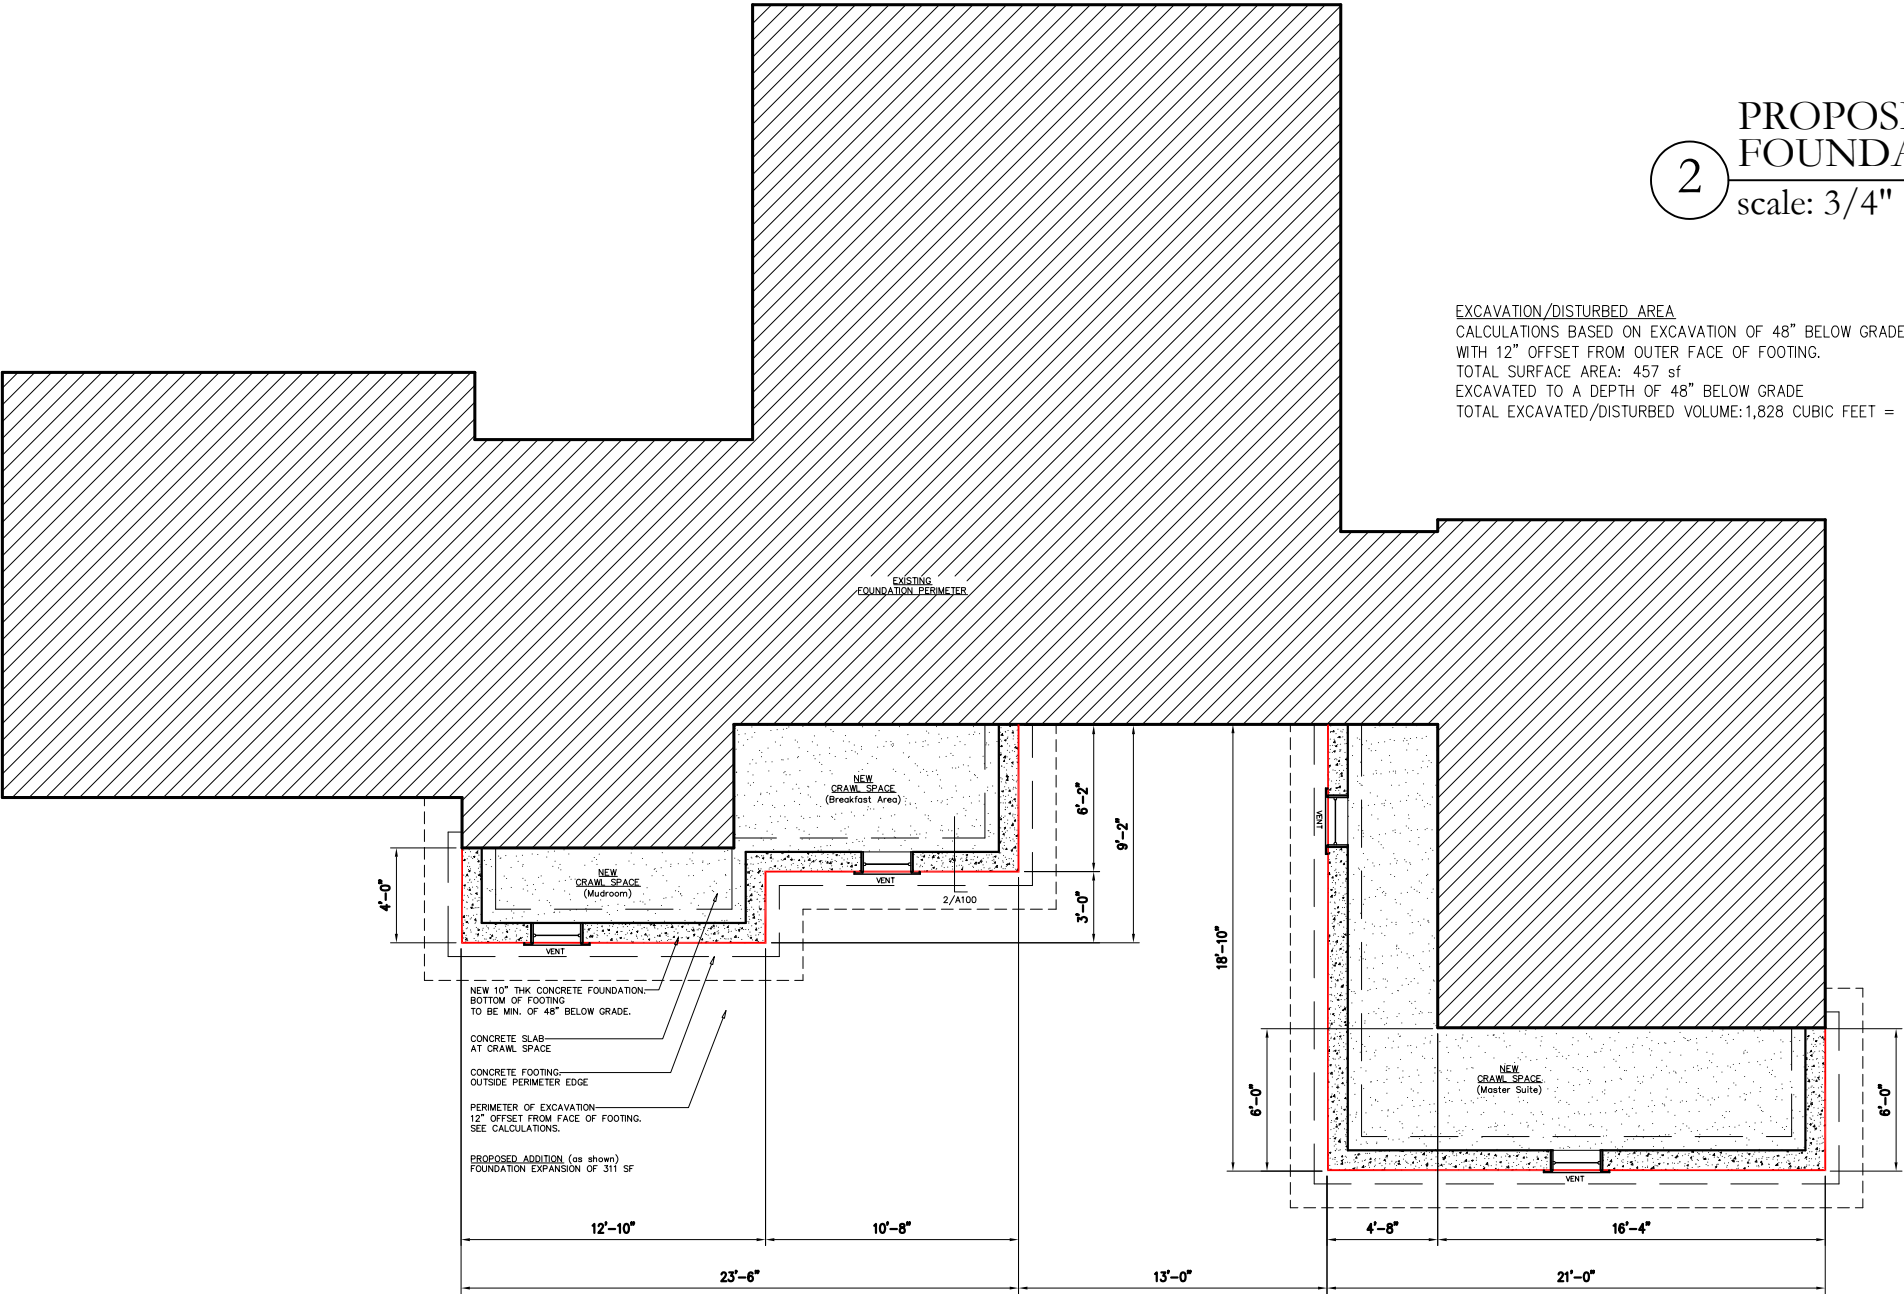 PROPOS
FOUNDA
2
scale: 3/4"
EXCAVATION/DISTURBED AREA
CALCULATIONS BASED ON EXCAVATION OF 48" BELOW GRADE
WITH 12" OFFSET FROM OUTER FACE OF FOOTING.
TOTAL SURFACE AREA: 457 sf
EXCAVATED TO A DEPTH OF 48" BELOW GRADE
TOTAL EXCAVATED/DISTURBED VOLUME:1,828 CUBIC FEET =
EXISTING
FOUNDATION PERIMETER
NEW
CRAWL SPACE
(Breakfast Area)
6'-2"
9'-2"
3'-0"
VENT
2/A100
NEW
CRAWL SPACE
(Mudroom)
4'-0"
VENT
VENT
18'-10"
NEW 10" THK CONCRETE FOUNDATION.
BOTTOM OF FOOTING
TO BE MIN. OF 48" BELOW GRADE.
CONCRETE SLAB
AT CRAWL SPACE
CONCRETE FOOTING.
OUTSIDE PERIMETER EDGE
PERIMETER OF EXCAVATION
12" OFFSET FROM FACE OF FOOTING.
SEE CALCULATIONS.
PROPOSED ADDITION (as shown)
FOUNDATION EXPANSION OF 311 SF
NEW
CRAWL SPACE
(Master Suite)
6'-0"
6'-0"
VENT
12'-10"
10'-8"
4'-8"
16'-4"
23'-6"
13'-0"
21'-0"